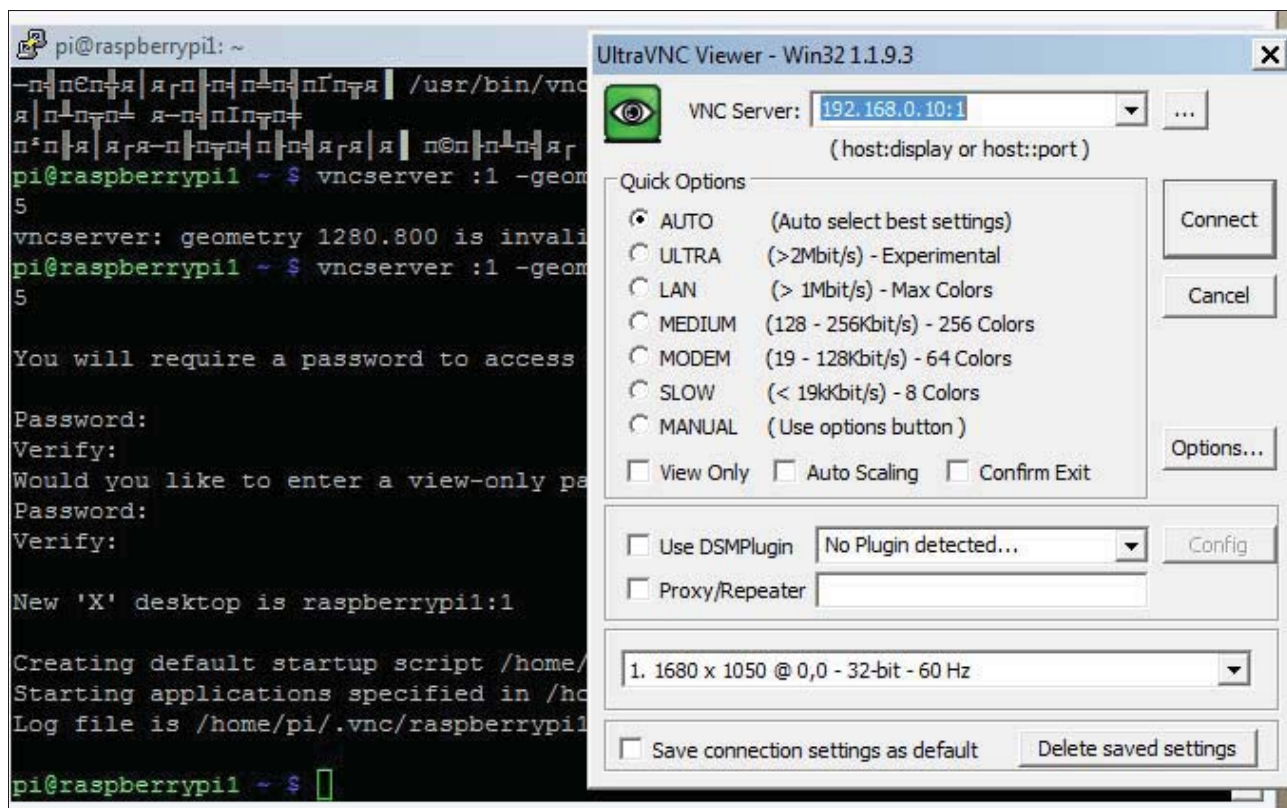 pi@raspberrypi1: ~
/usr/bin/vnc
pi@raspberrypi1 ~ $ vncserver :1 -geom
5
vncserver: geometry 1280.800 is invali
pi@raspberrypi1 ~ $ vncserver :1 -geom
5
You will require a password to access
Password:
Verify:
Would you like to enter a view-only pa
Password:
Verify:
New 'X' desktop is raspberrypi1:1
Creating default startup script /home/
Starting applications specified in /ho
Log file is /home/pi/.vnc/raspberrypi1
pi@raspberrypi1 ~ $
UltraVNC Viewer - Win32 1.1.9.3
VNC Server: 192.168.0.10:1 ...
( host:display or host::port )
Quick Options
AUTO (Auto select best settings)
ULTRA (>2Mbit/s) - Experimental
LAN (> 1Mbit/s) - Max Colors
MEDIUM (128 - 256Kbit/s) - 256 Colors
MODEM (19 - 128Kbit/s) - 64 Colors
SLOW (< 19kKbit/s) - 8 Colors
MANUAL ( Use options button )
View Only Auto Scaling Confirm Exit
Connect
Cancel
Options...
Use DSMPlugin No Plugin detected... Config
Proxy/Repeater
1. 1680 x 1050 @ 0,0 - 32-bit - 60 Hz
Save connection settings as default Delete saved settings